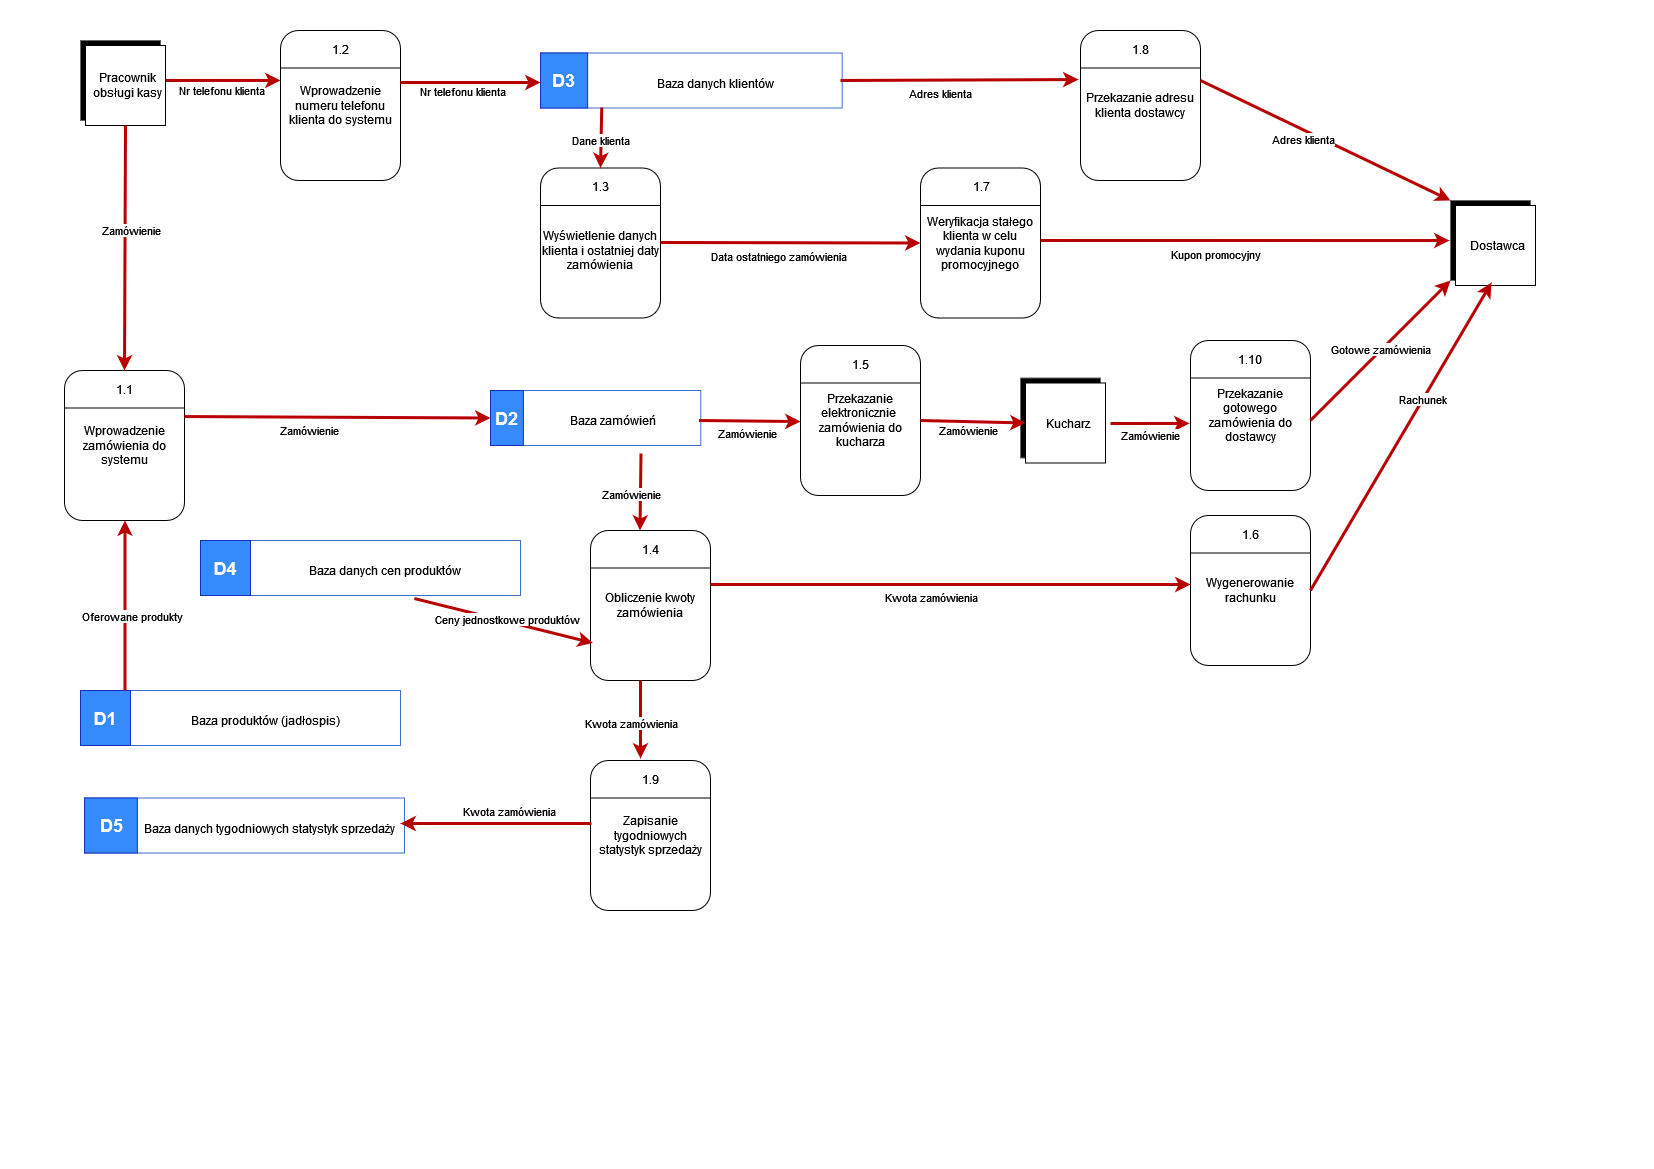 Pracownik
obsługi kasy
Nr telefonu klienta
1.2
Wprowadzenie
numeru telefonu
klienta do systemu
Nr telefonu klienta
D3
Baza danych klientów
Adres klienta
1.8
Przekazanie adresu
klienta dostawcy
Adres klienta
Dane klienta
1.3
Wyświetlenie danych
klienta i ostatniej daty
zamówienia
Data ostatniego zamówienia
1.7
Weryfikacja stałego
klienta w celu
wydania kuponu
promocyjnego
Kupon promocyjny
Dostawca
Zamówienie
1.1
Wprowadzenie
zamówienia do
systemu
Zamówienie
D2
Baza zamówień
Zamówienie
1.5
Przekazanie
elektronicznie
zamówienia do
kucharza
Zamówienie
Kucharz
Zamówienie
1.10
Przekazanie
gotowego
zamówienia do
dostawcy
Gotowe zamówienia
Rachunek
Zamówienie
D4
Baza danych cen produktów
Ceny jednostkowe produktów
1.4
Obliczenie kwoty
zamówienia
Kwota zamówienia
1.6
Wygenerowanie
rachunku
Oferowane produkty
D1
Baza produktów (jadłospis)
Kwota zamówienia
1.9
Zapisanie
tygodniowych
statystyk sprzedaży
Kwota zamówienia
D5
Baza danych tygodniowych statystyk sprzedaży